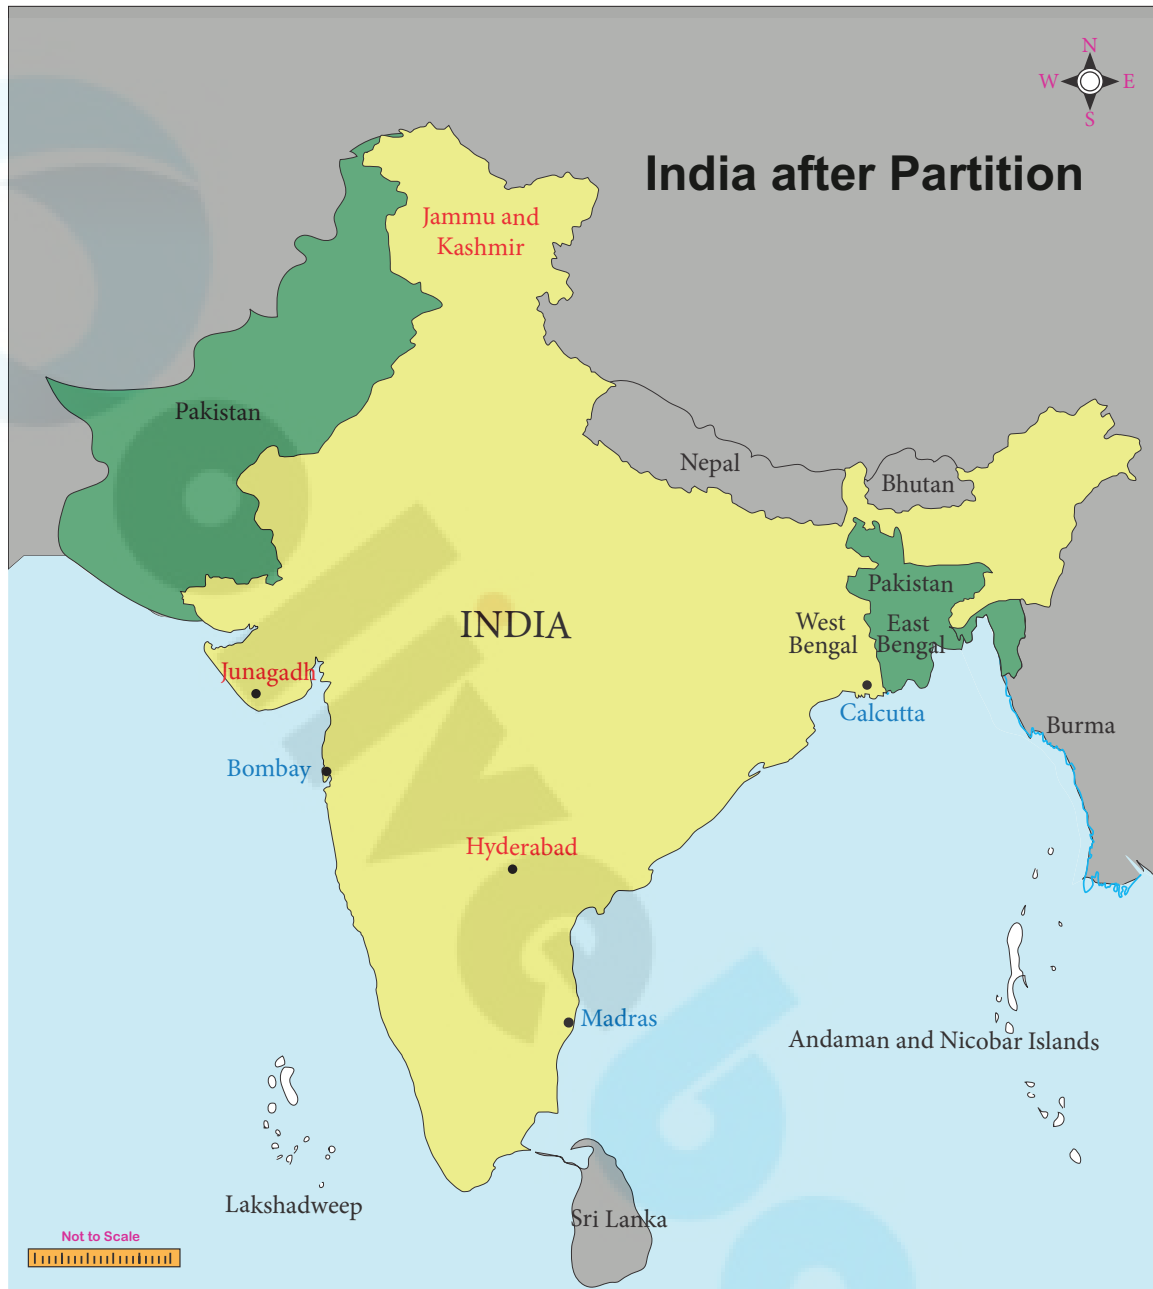 N
W E
S
India after Partition
Jammu and
Kashmir
Pakistan
Nepal
Bhutan
Pakistan
INDIA
West
Bengal
East
Bengal
Junagadh
Calcutta
Burma
Bombay
Hyderabad
Madras
Andaman and Nicobar Islands
Lakshadweep
Sri Lanka
Not to Scale